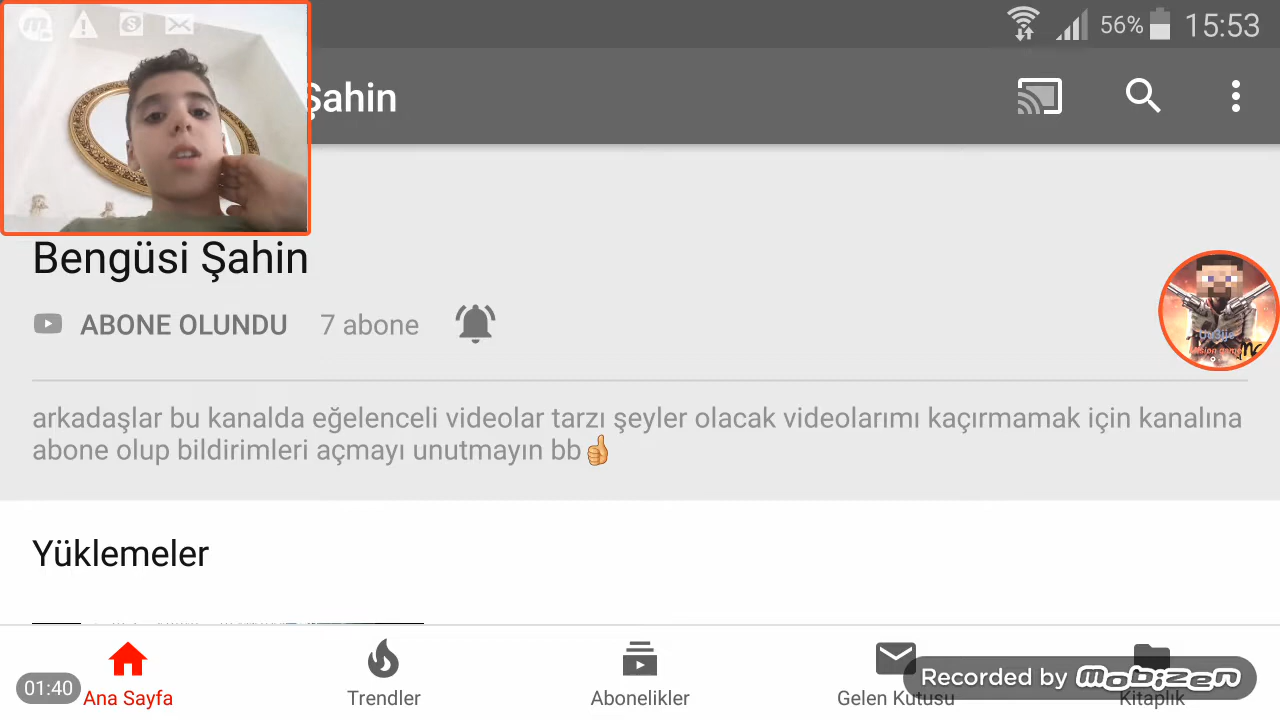 56% 15:53
Şahin
Bengüsi Şahin
ABONE OLUNDU 7 abone
arkadaşlar bu kanalda eğelenceli videolar tarzı şeyler olacak videolarımı kaçırmamak için kanalına
abone olup bildirimleri açmayı unutmayın bb👍
Yüklemeler
01:40
Ana Sayfa Trendler Abonelikler Gelen Kutusu Kitaplık
Recorded by mobizen